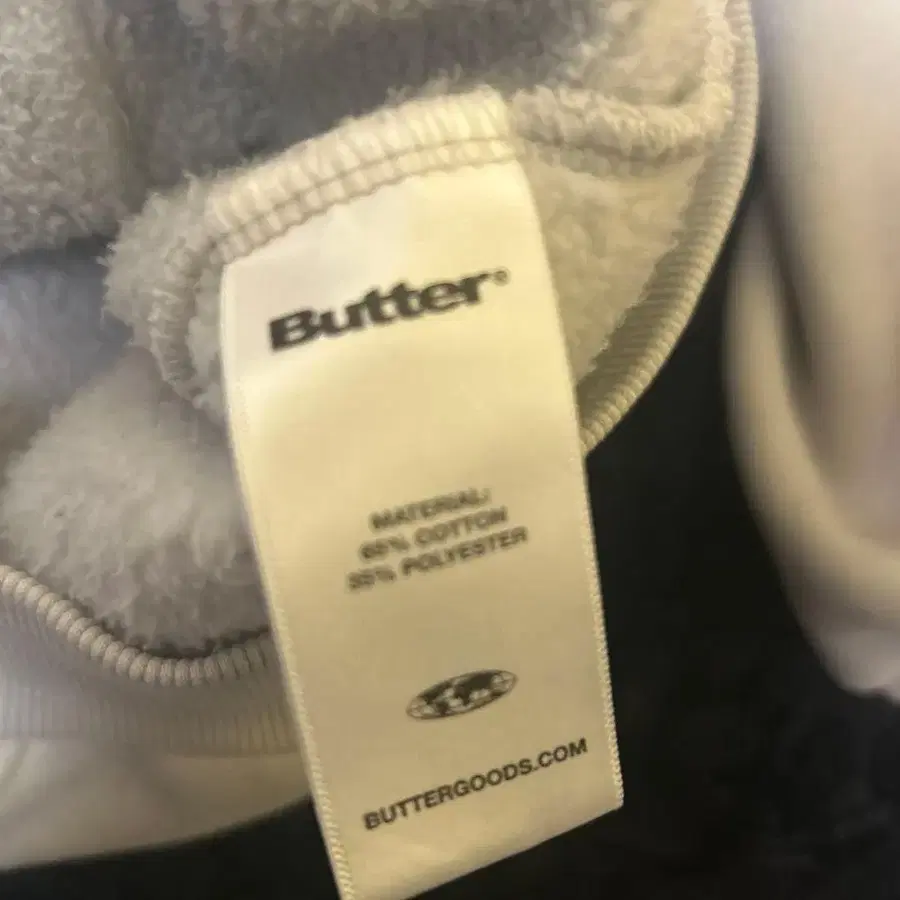 Butter®
MATERIAL:
65% COTTON
35% POLYESTER
BUTTERGOODS.COM